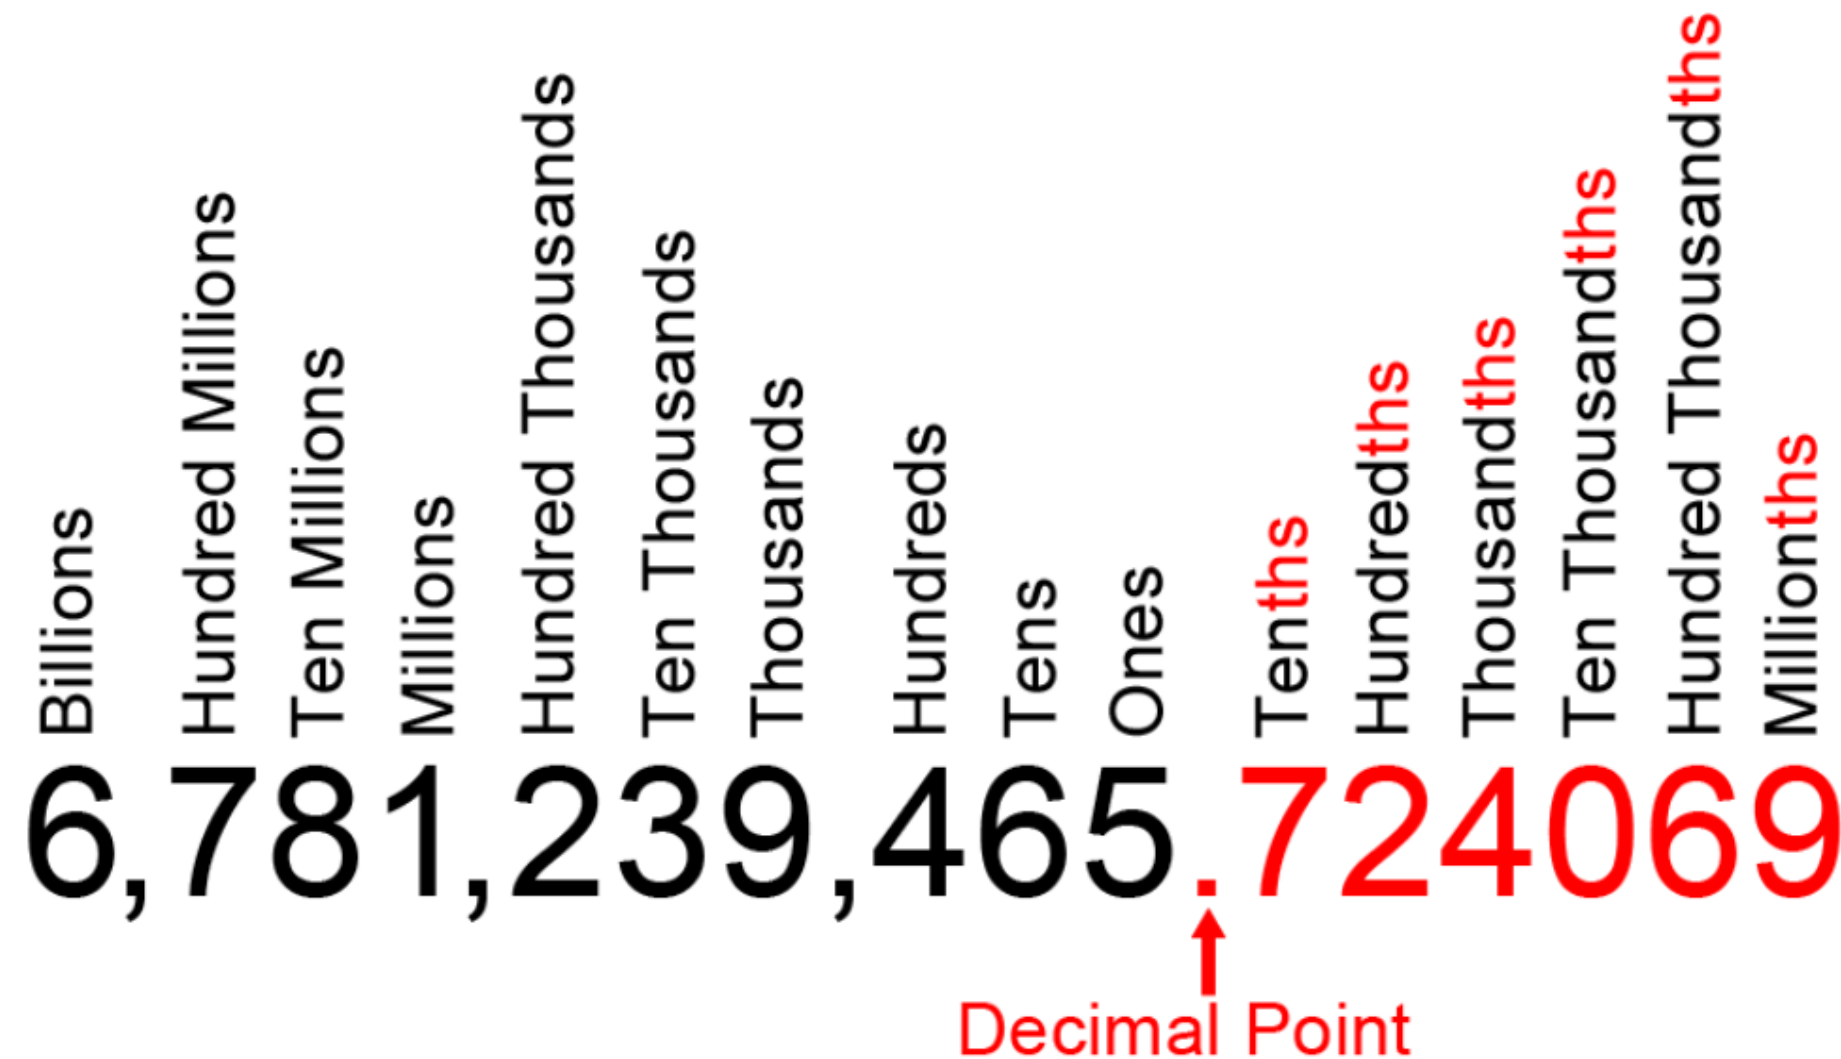 Billions
Hundred Millions
Ten Millions
Millions
Hundred Thousands
Ten Thousands
Thousands
Hundreds
Tens
Ones
Tenths
Hundredths
Thousandths
Ten Thousandths
Hundred Thousandths
Millionths
6,781,239,465.724069
Decimal Point